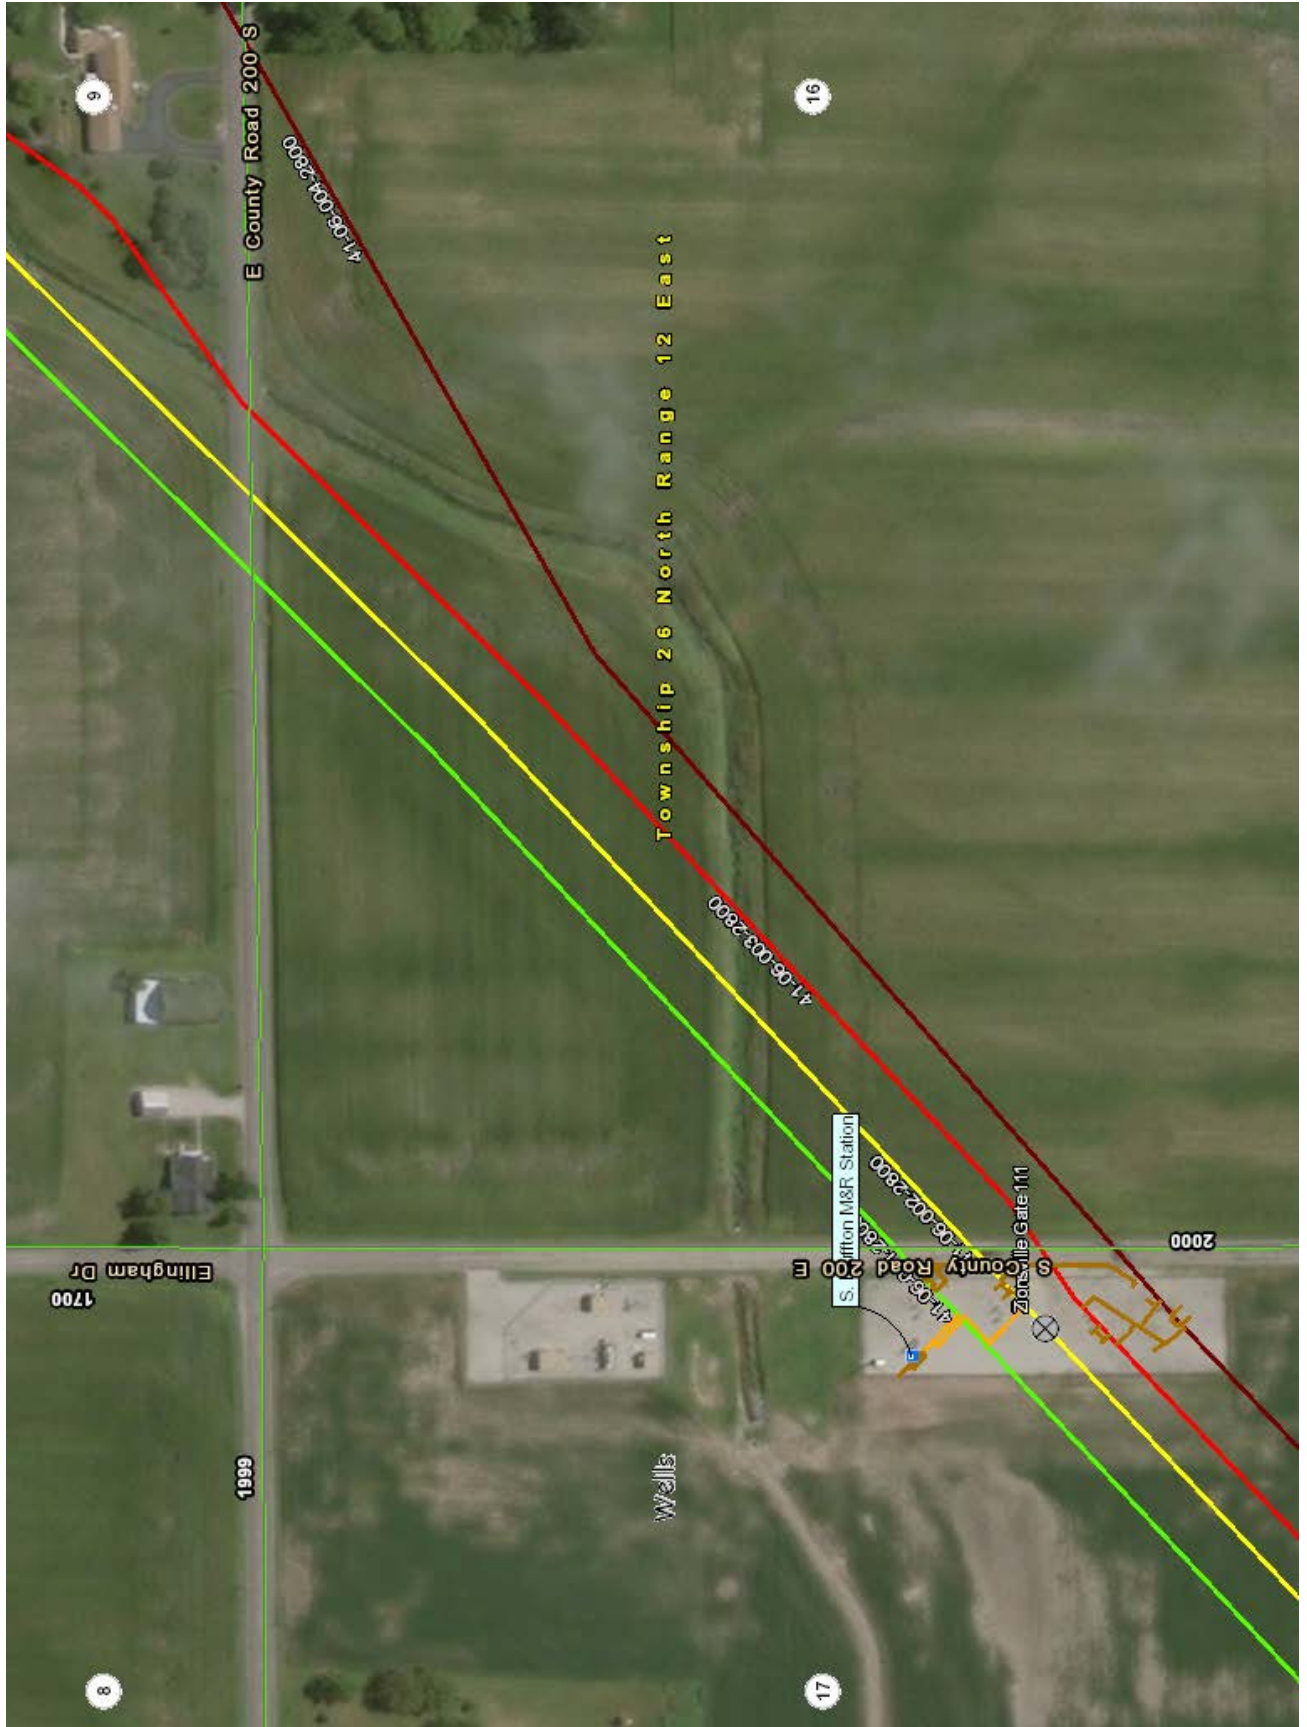 9
16
E County Road 200 S
41-06-004-2800
Township 26 North Range 12 East
41-06-003-2800
Ellingham Dr
1700
1999
S. M&R Station
41-06-002-2800
Zionsville Gate 111
S County Road 200 E
2000
Wells
8
17